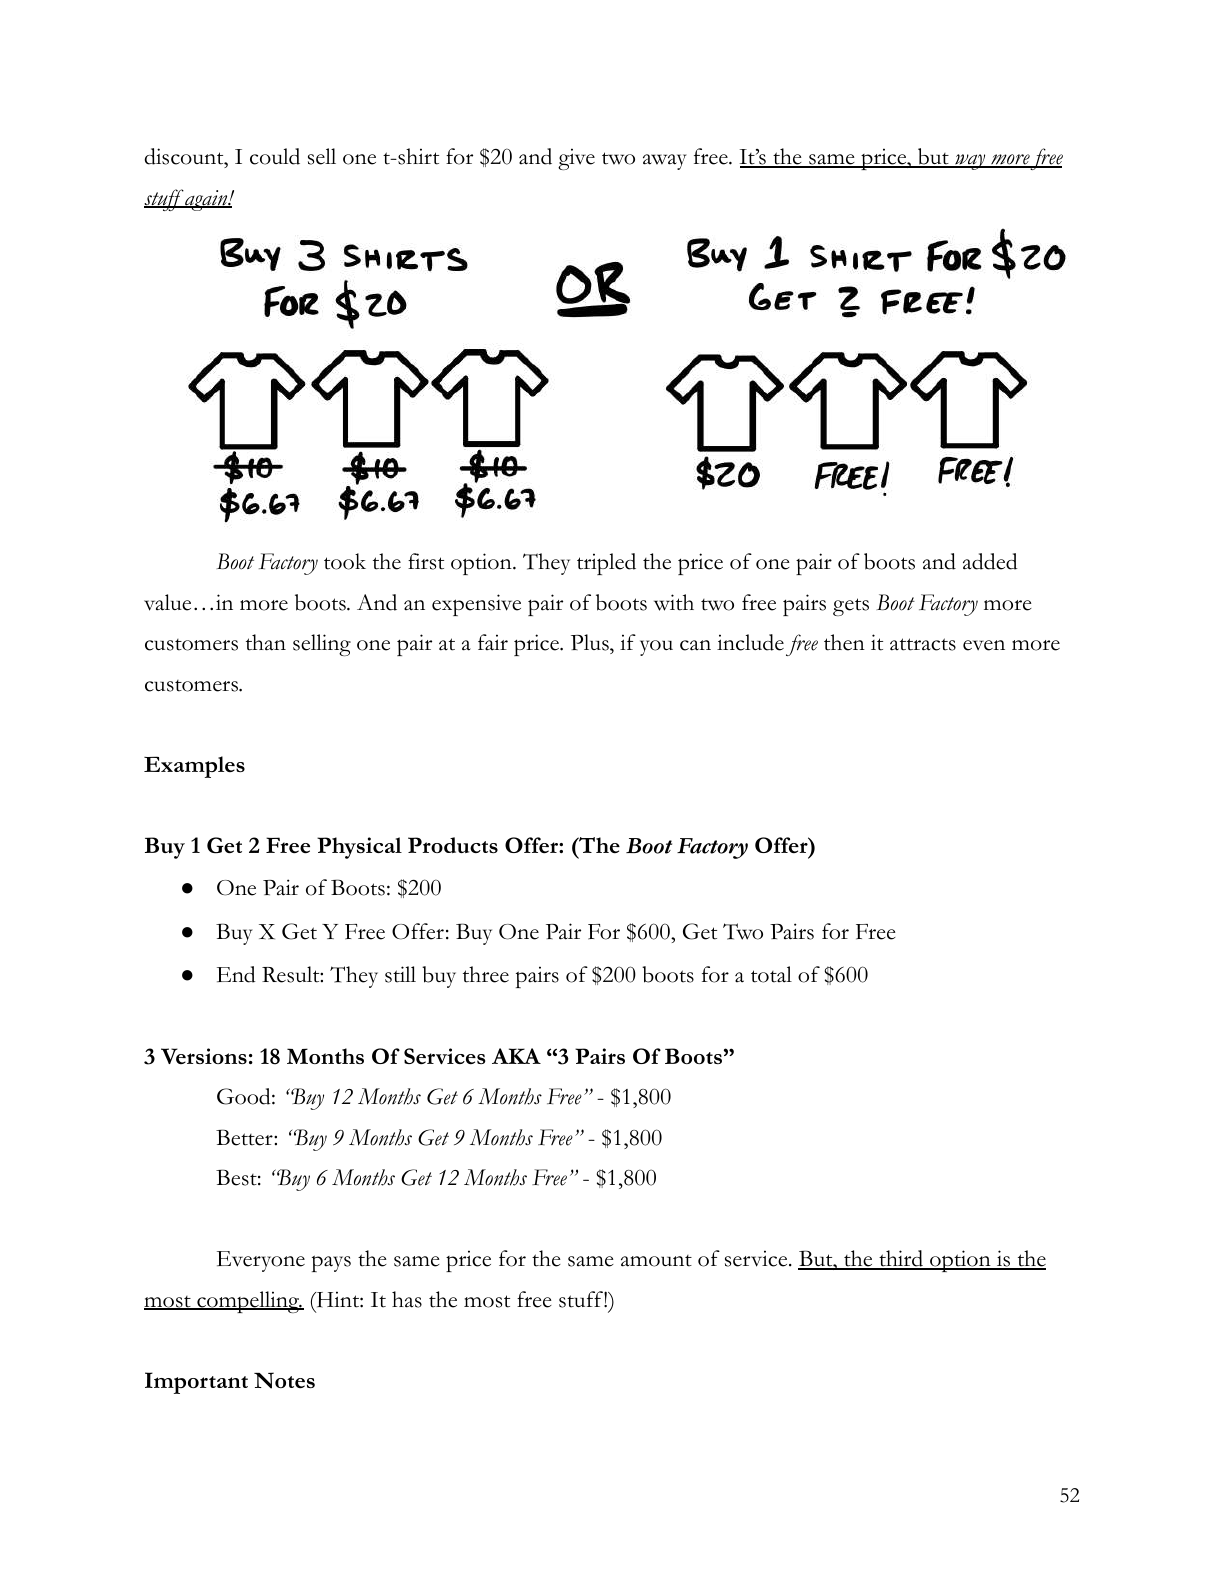 discount, I could sell one t-shirt for $20 and give two away free. It's the same price, but way more free
stuff again!
Buy 3 SHIRTS
FOR $20
OR
Buy 1 SHIRT FOR $20
GET 2 FREE!
$10 $10 $10
$6.67 $6.67 $6.67
$20 FREE! FREE!
Boot Factory took the first option. They tripled the price of one pair of boots and added
value…in more boots. And an expensive pair of boots with two free pairs gets Boot Factory more
customers than selling one pair at a fair price. Plus, if you can include free then it attracts even more
customers.
Examples
Buy 1 Get 2 Free Physical Products Offer: (The Boot Factory Offer)
● One Pair of Boots: $200
● Buy X Get Y Free Offer: Buy One Pair For $600, Get Two Pairs for Free
● End Result: They still buy three pairs of $200 boots for a total of $600
3 Versions: 18 Months Of Services AKA “3 Pairs Of Boots”
Good: “Buy 12 Months Get 6 Months Free” - $1,800
Better: “Buy 9 Months Get 9 Months Free” - $1,800
Best: “Buy 6 Months Get 12 Months Free” - $1,800
Everyone pays the same price for the same amount of service. But, the third option is the
most compelling. (Hint: It has the most free stuff!)
Important Notes
52